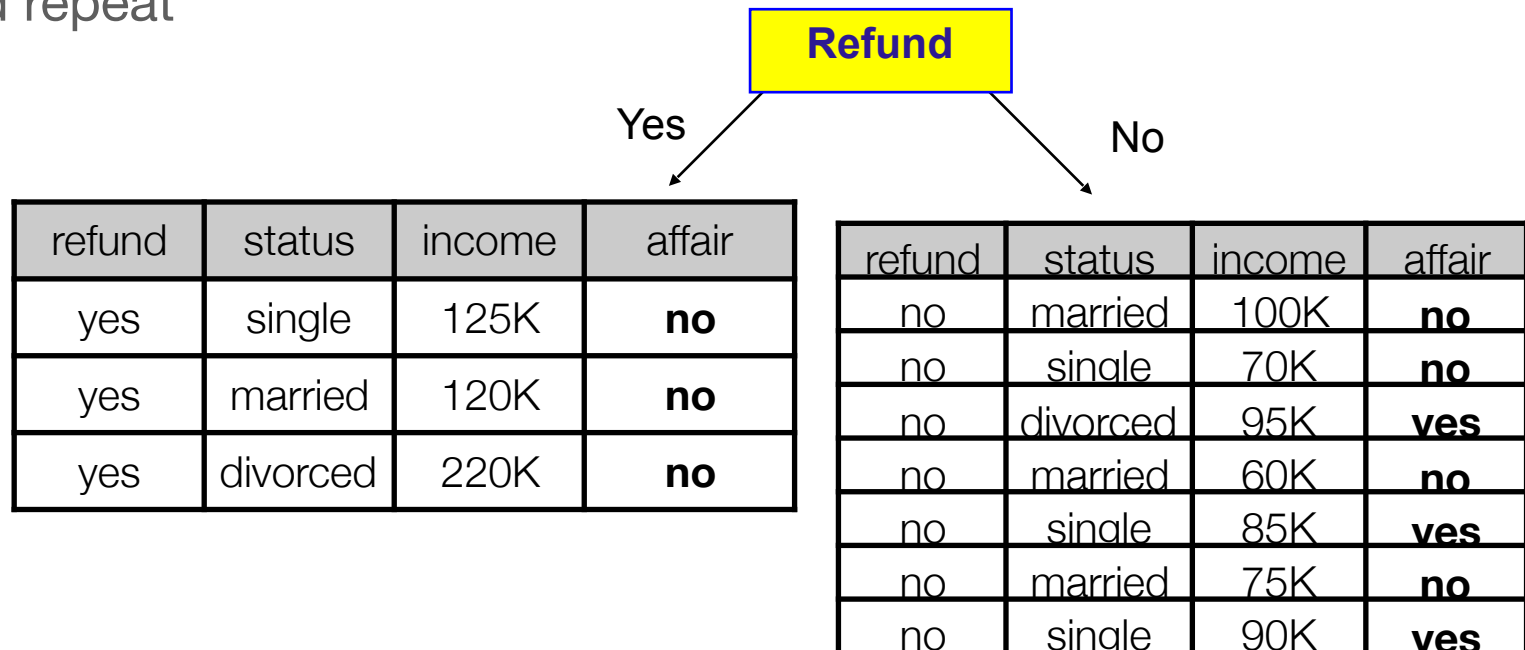 d repeat
Refund
Yes
No
refund status income affair
yes single 125K no
yes married 120K no
yes divorced 220K no
refund status income affair
no married 100K no
no single 70K no
no divorced 95K yes
no married 60K no
no single 85K yes
no married 75K no
no single 90K yes